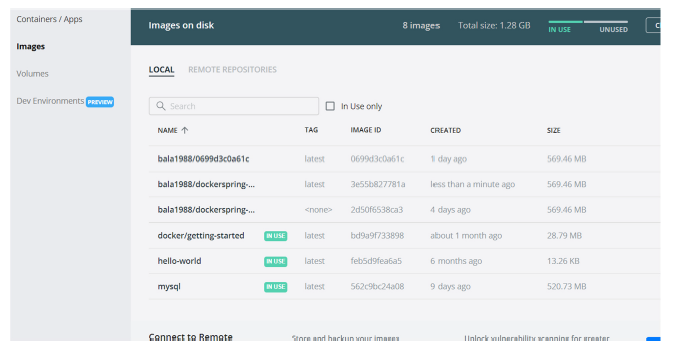 Containers / Apps
Images
Volumes
Dev Environments PREVIEW
Images on disk 8 images Total size: 1.28 GB IN USE UNUSED
LOCAL REMOTE REPOSITORIES
Search In Use only
NAME TAG IMAGE ID CREATED SIZE
bala1988/0699d3c0a61c latest 0699d3c0a61c 1 day ago 569.46 MB
bala1988/dockerspring-... latest 3e55b827781a less than a minute ago 569.46 MB
bala1988/dockerspring-... <none> 2d50f6538ca3 4 days ago 569.46 MB
docker/getting-started IN USE latest bd9a9f733898 about 1 month ago 28.79 MB
hello-world IN USE latest feb5d9fea6a5 6 months ago 13.26 KB
mysql IN USE latest 562c9bc24a08 9 days ago 520.73 MB
Connect to Remote Store and backup your images Unlock vulnerability scanning for greater